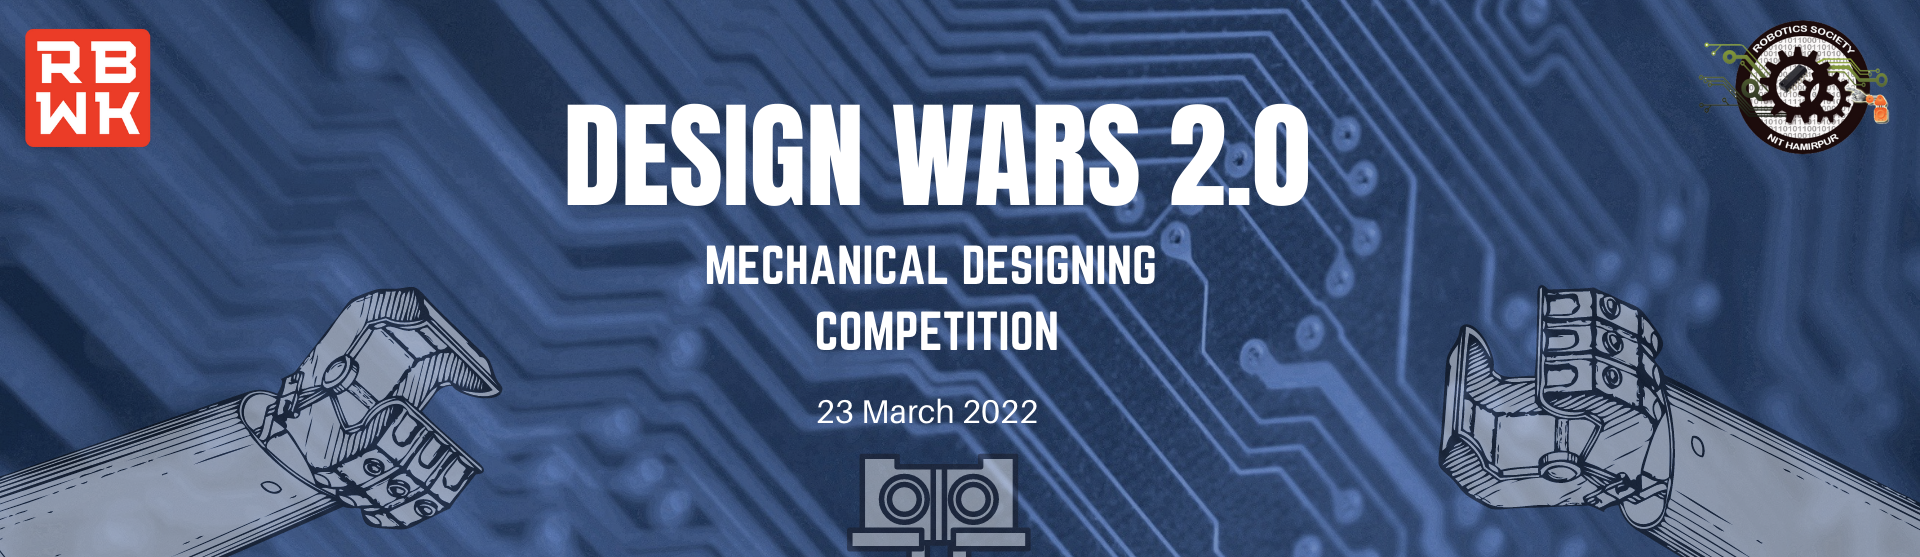 RB
WK
ROBOTICS SOCIETY
NIT HAMIRPUR
DESIGN WARS 2.0
MECHANICAL DESIGNING
COMPETITION
23 March 2022